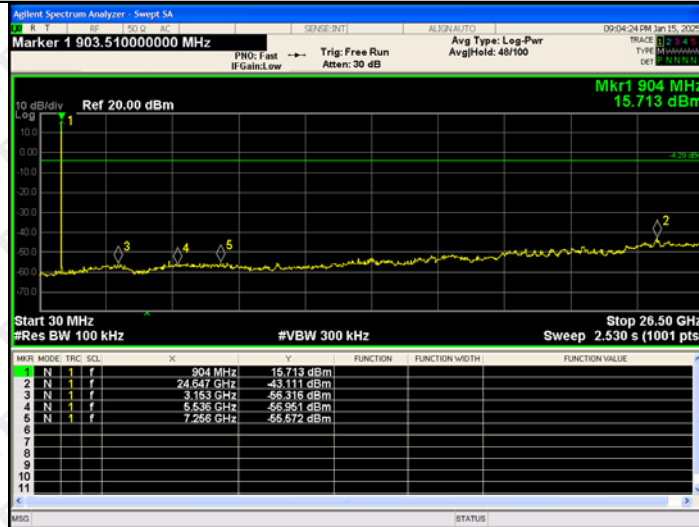 Agilent Spectrum Analyzer - Swept SA
R T RF 50 Ω AC SENSE:INT ALIGN AUTO 09:04:24 PM Jan 15, 2025
Marker 1 903.510000000 MHz
PNO: Fast Trig: Free Run Avg Type: Log-Pwr TRACE 1 2 3 4 5
IFGain:Low Atten: 30 dB Avg|Hold: 48/100 TYPE M
DET P N N N N
Mkr1 904 MHz
10 dB/div Ref 20.00 dBm 15.713 dBm
Log
1
10.0
0.00
-4.29 dBm
-10.0
-20.0
-30.0
2
-40.0
3 4 5
-50.0
-60.0
-70.0
Start 30 MHz Stop 26.50 GHz
#Res BW 100 kHz #VBW 300 kHz Sweep 2.530 s (1001 pts
MKR MODE TRC SCL X Y FUNCTION FUNCTION WIDTH FUNCTION VALUE
1 N 1 f 904 MHz 15.713 dBm
2 N 1 f 24.647 GHz -43.111 dBm
3 N 1 f 3.153 GHz -56.316 dBm
4 N 1 f 5.536 GHz -56.951 dBm
5 N 1 f 7.256 GHz -55.572 dBm
6
7
8
9
10
11
MSG STATUS